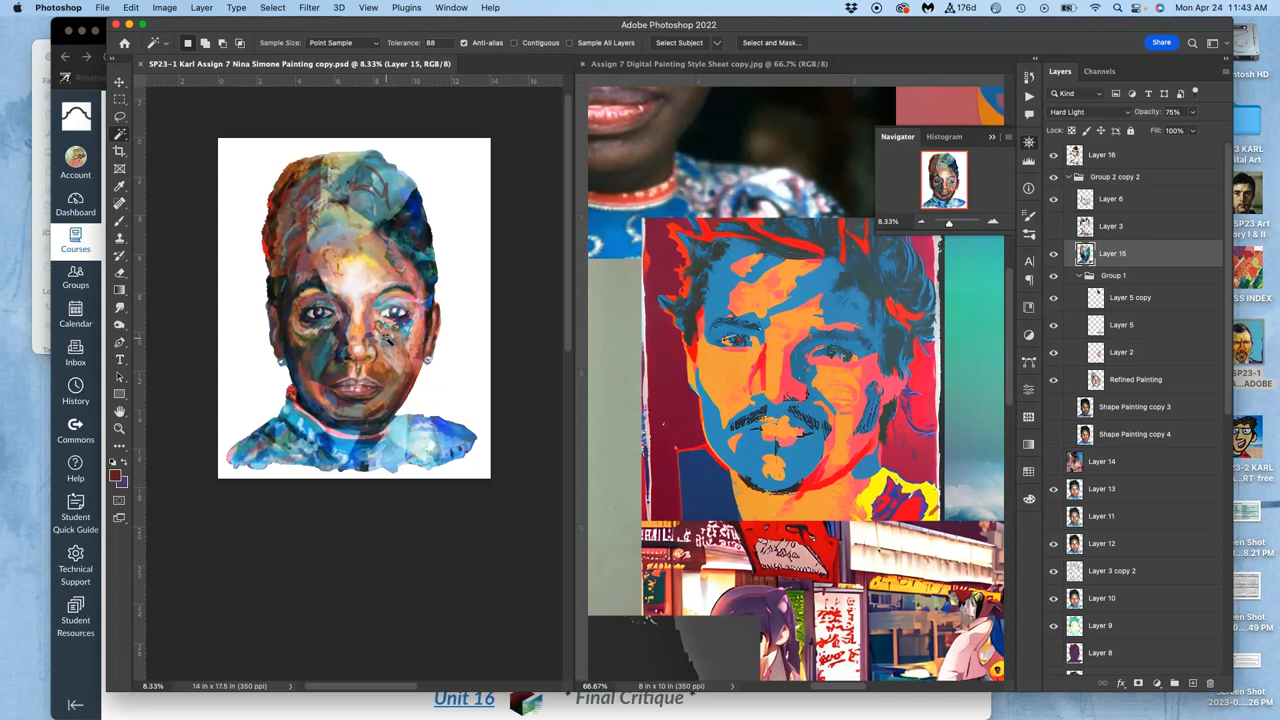 Photoshop File Edit Image Layer Type Select Filter 3D View Plugins Window Help 176d Mon Apr 24 11:43 AM
Adobe Photoshop 2022
Sample Size: Point Sample Tolerance: 88 Anti-alias Contiguous Sample All Layers Select Subject Select and Mask... Share
SP23-1 Karl Assign 7 Nina Simone Painting copy.psd @ 8.33% (Layer 15, RGB/8)
Assign 7 Digital Painting Style Sheet copy.jpg @ 66.7% (RGB/8)
Account
Dashboard
Courses
Groups
Calendar
Inbox
History
Commons
Help
Student
Quick Guide
Technical
Support
Student
Resources
Navigator Histogram
8.33%
Layers Channels
Kind
Hard Light Opacity: 75%
Lock: Fill: 100%
Layer 16
Group 2 copy 2
Layer 6
Layer 3
Layer 15
Group 1
Layer 5 copy
Layer 5
Layer 2
Refined Painting
Shape Painting copy 3
Shape Painting copy 4
Layer 14
Layer 13
Layer 11
Layer 12
Layer 3 copy 2
Layer 10
Layer 9
Layer 8
8.33% 14 in x 17.5 in (350 ppi)
66.67% 8 in x 10 in (350 ppi)
Unit 16 * Final Critique *